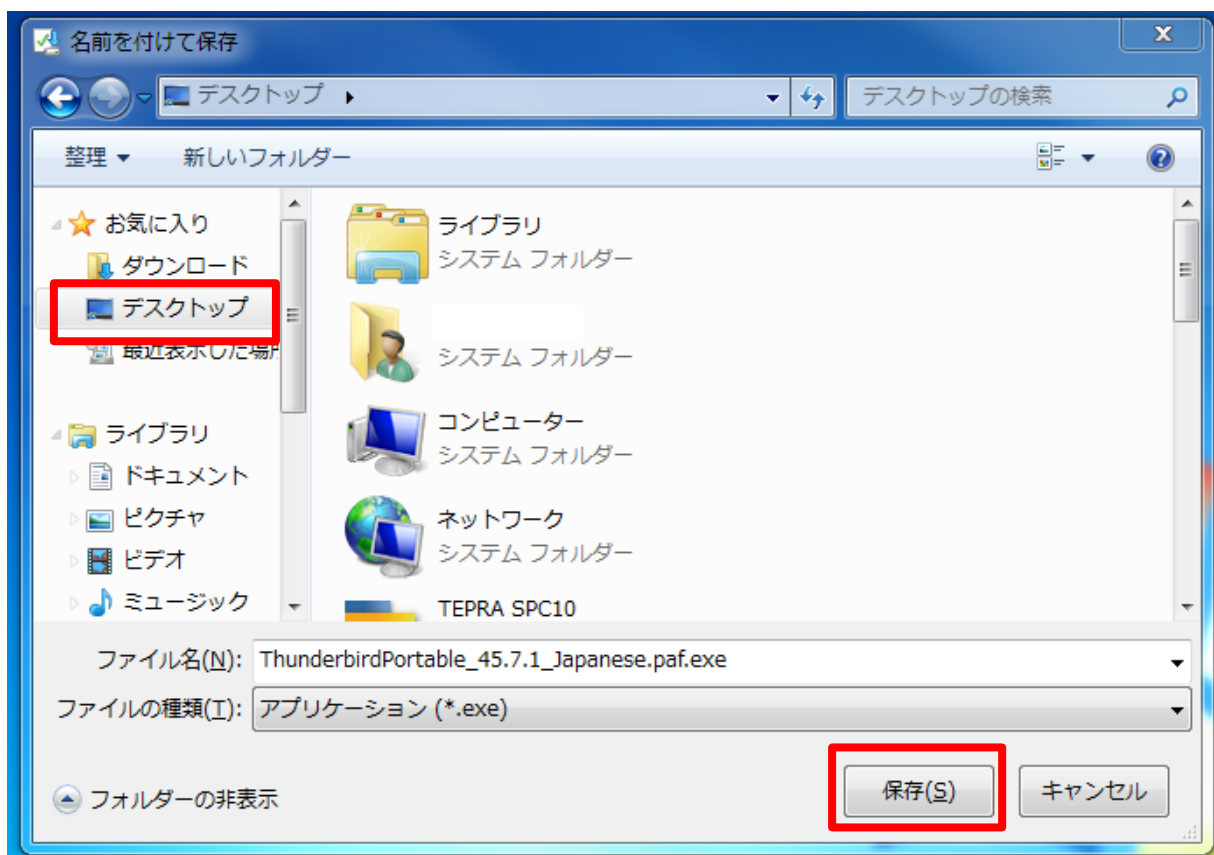 名前を付けて保存
デスクトップ
デスクトップの検索
整理
新しいフォルダー
お気に入り
ダウンロード
デスクトップ
最近表示した場所
ライブラリ
ドキュメント
ピクチャ
ビデオ
ミュージック
ライブラリ
システム フォルダー
システム フォルダー
コンピューター
システム フォルダー
ネットワーク
システム フォルダー
TEPRA SPC10
ファイル名(N): ThunderbirdPortable_45.7.1_Japanese.paf.exe
ファイルの種類(T): アプリケーション (*.exe)
フォルダーの非表示
保存(S)
キャンセル